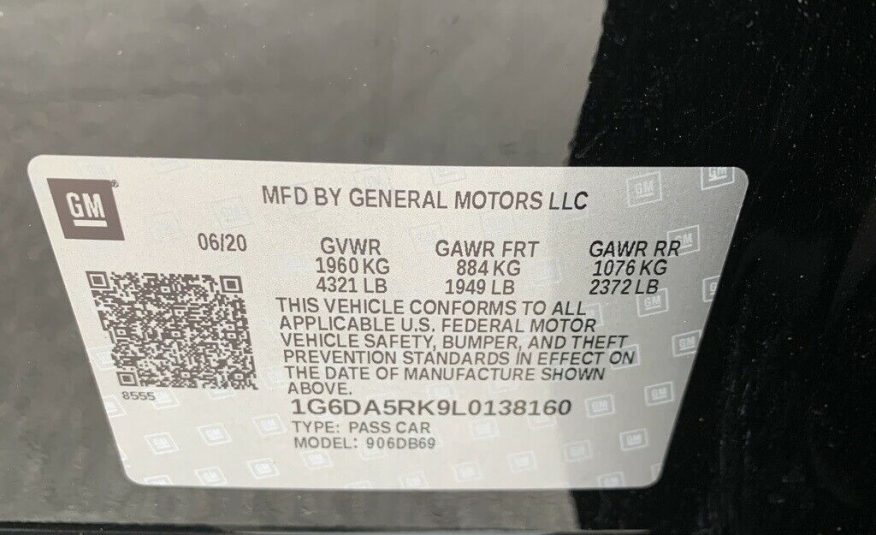 GM
MFD BY GENERAL MOTORS LLC
06/20 GVWR GAWR FRT GAWR RR
1960 KG 884 KG 1076 KG
4321 LB 1949 LB 2372 LB
THIS VEHICLE CONFORMS TO ALL
APPLICABLE U.S. FEDERAL MOTOR
VEHICLE SAFETY, BUMPER, AND THEFT
PREVENTION STANDARDS IN EFFECT ON
THE DATE OF MANUFACTURE SHOWN
ABOVE.
8555
1G6DA5RK9L0138160
TYPE: PASS CAR
MODEL: 906DB69